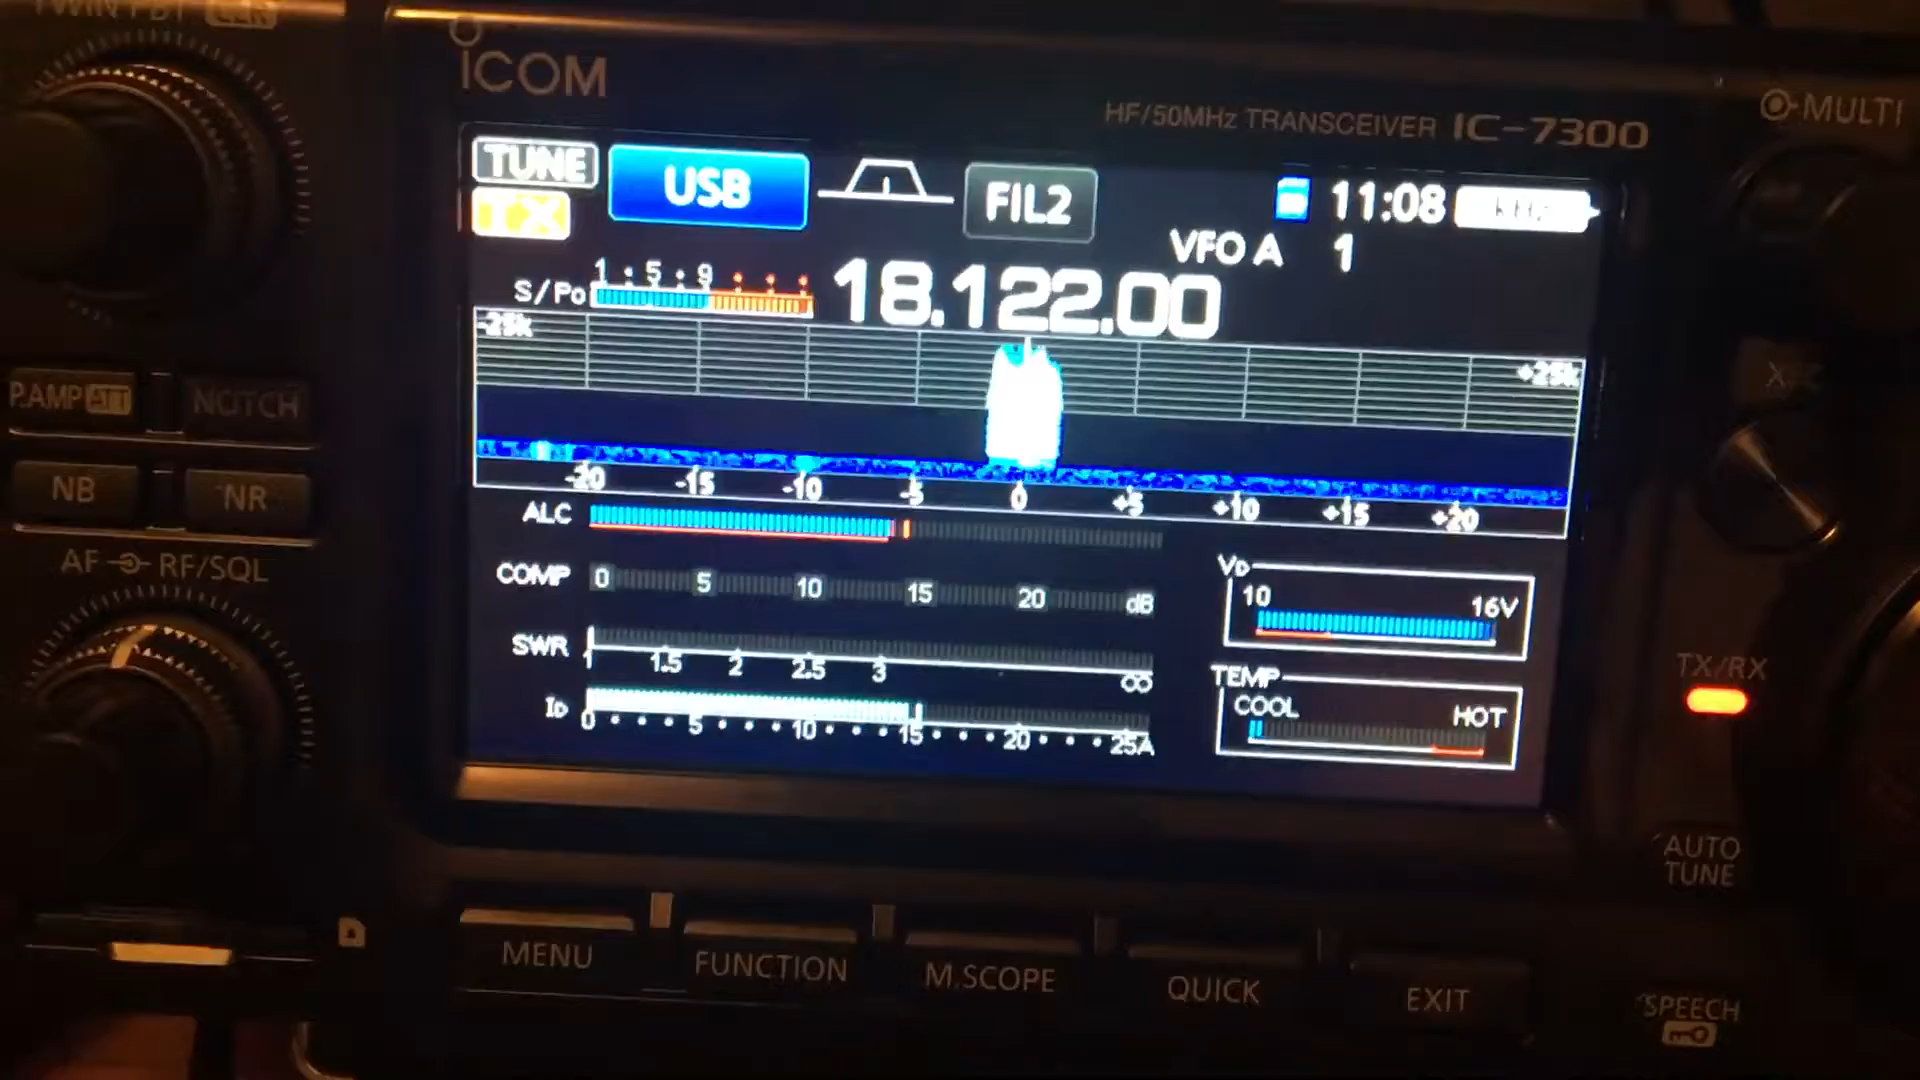 TWIN PBT CLR
ICOM
HF/50MHz TRANSCEIVER IC-7300
MULTI
TUNE
USB
FIL2
11:08
TX
VFO A 1
1 5 9
S/Po
18.122.00
-25k
+25k
-20 -15 -10 -5 0 +5 +10 +15 +20
P.AMP ATT NOTCH
NB NR
AF RF/SQL
ALC
COMP 0 5 10 15 20 dB
SWR 1 1.5 2 2.5 3 ∞
ID 0 5 10 15 20 25A
VD
10 16V
TEMP
COOL HOT
TX/RX
AUTO
TUNE
MENU FUNCTION M.SCOPE QUICK EXIT
SPEECH